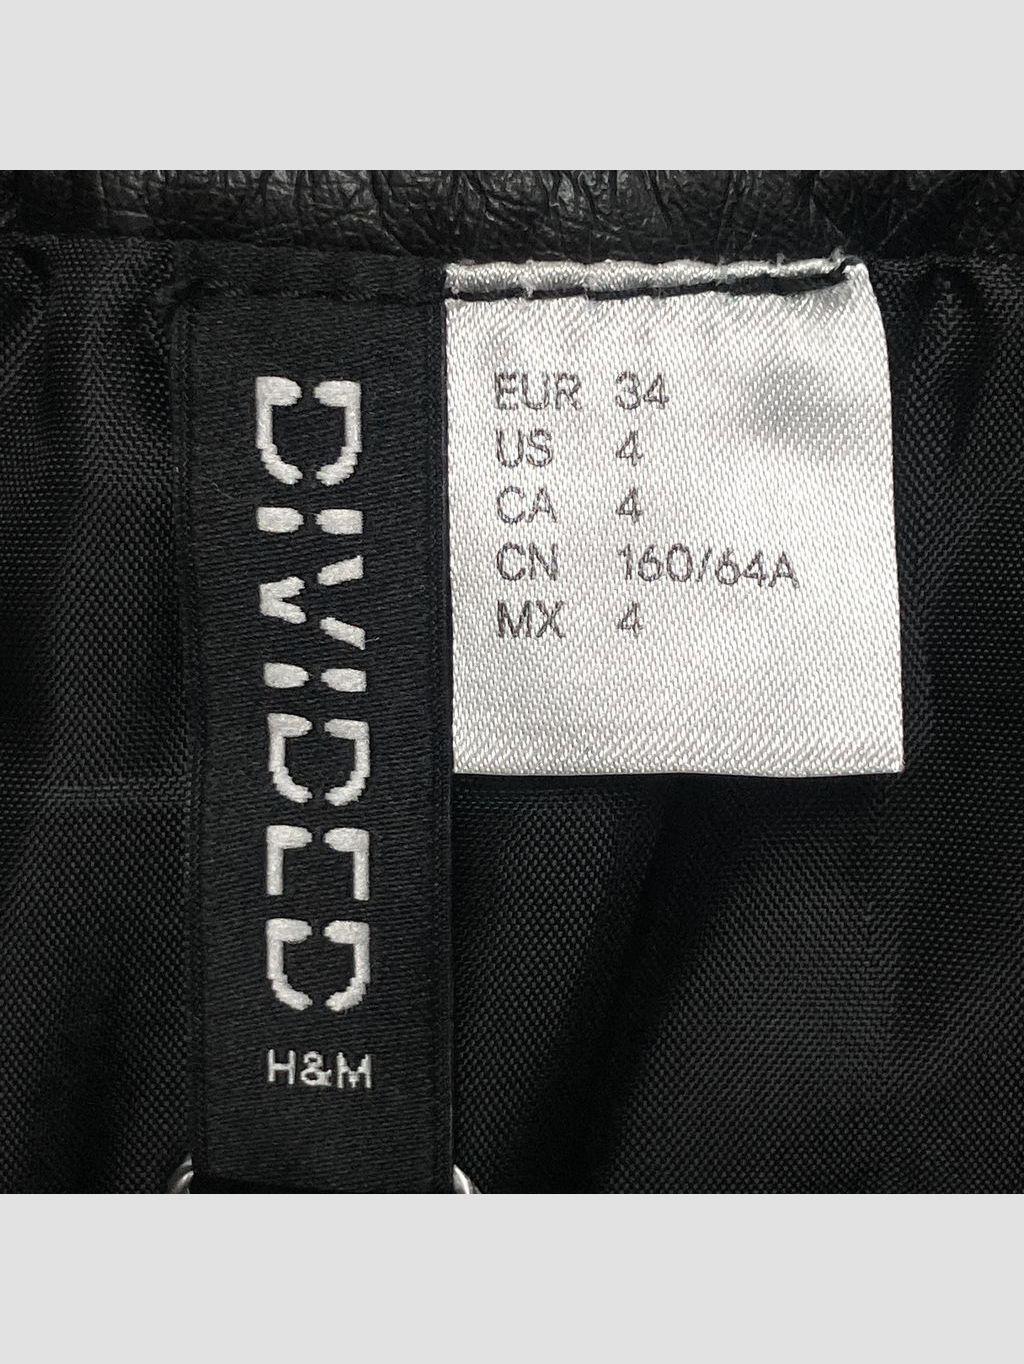 DIVIDED
H&M
EUR 34
US 4
CA 4
CN 160/64A
MX 4